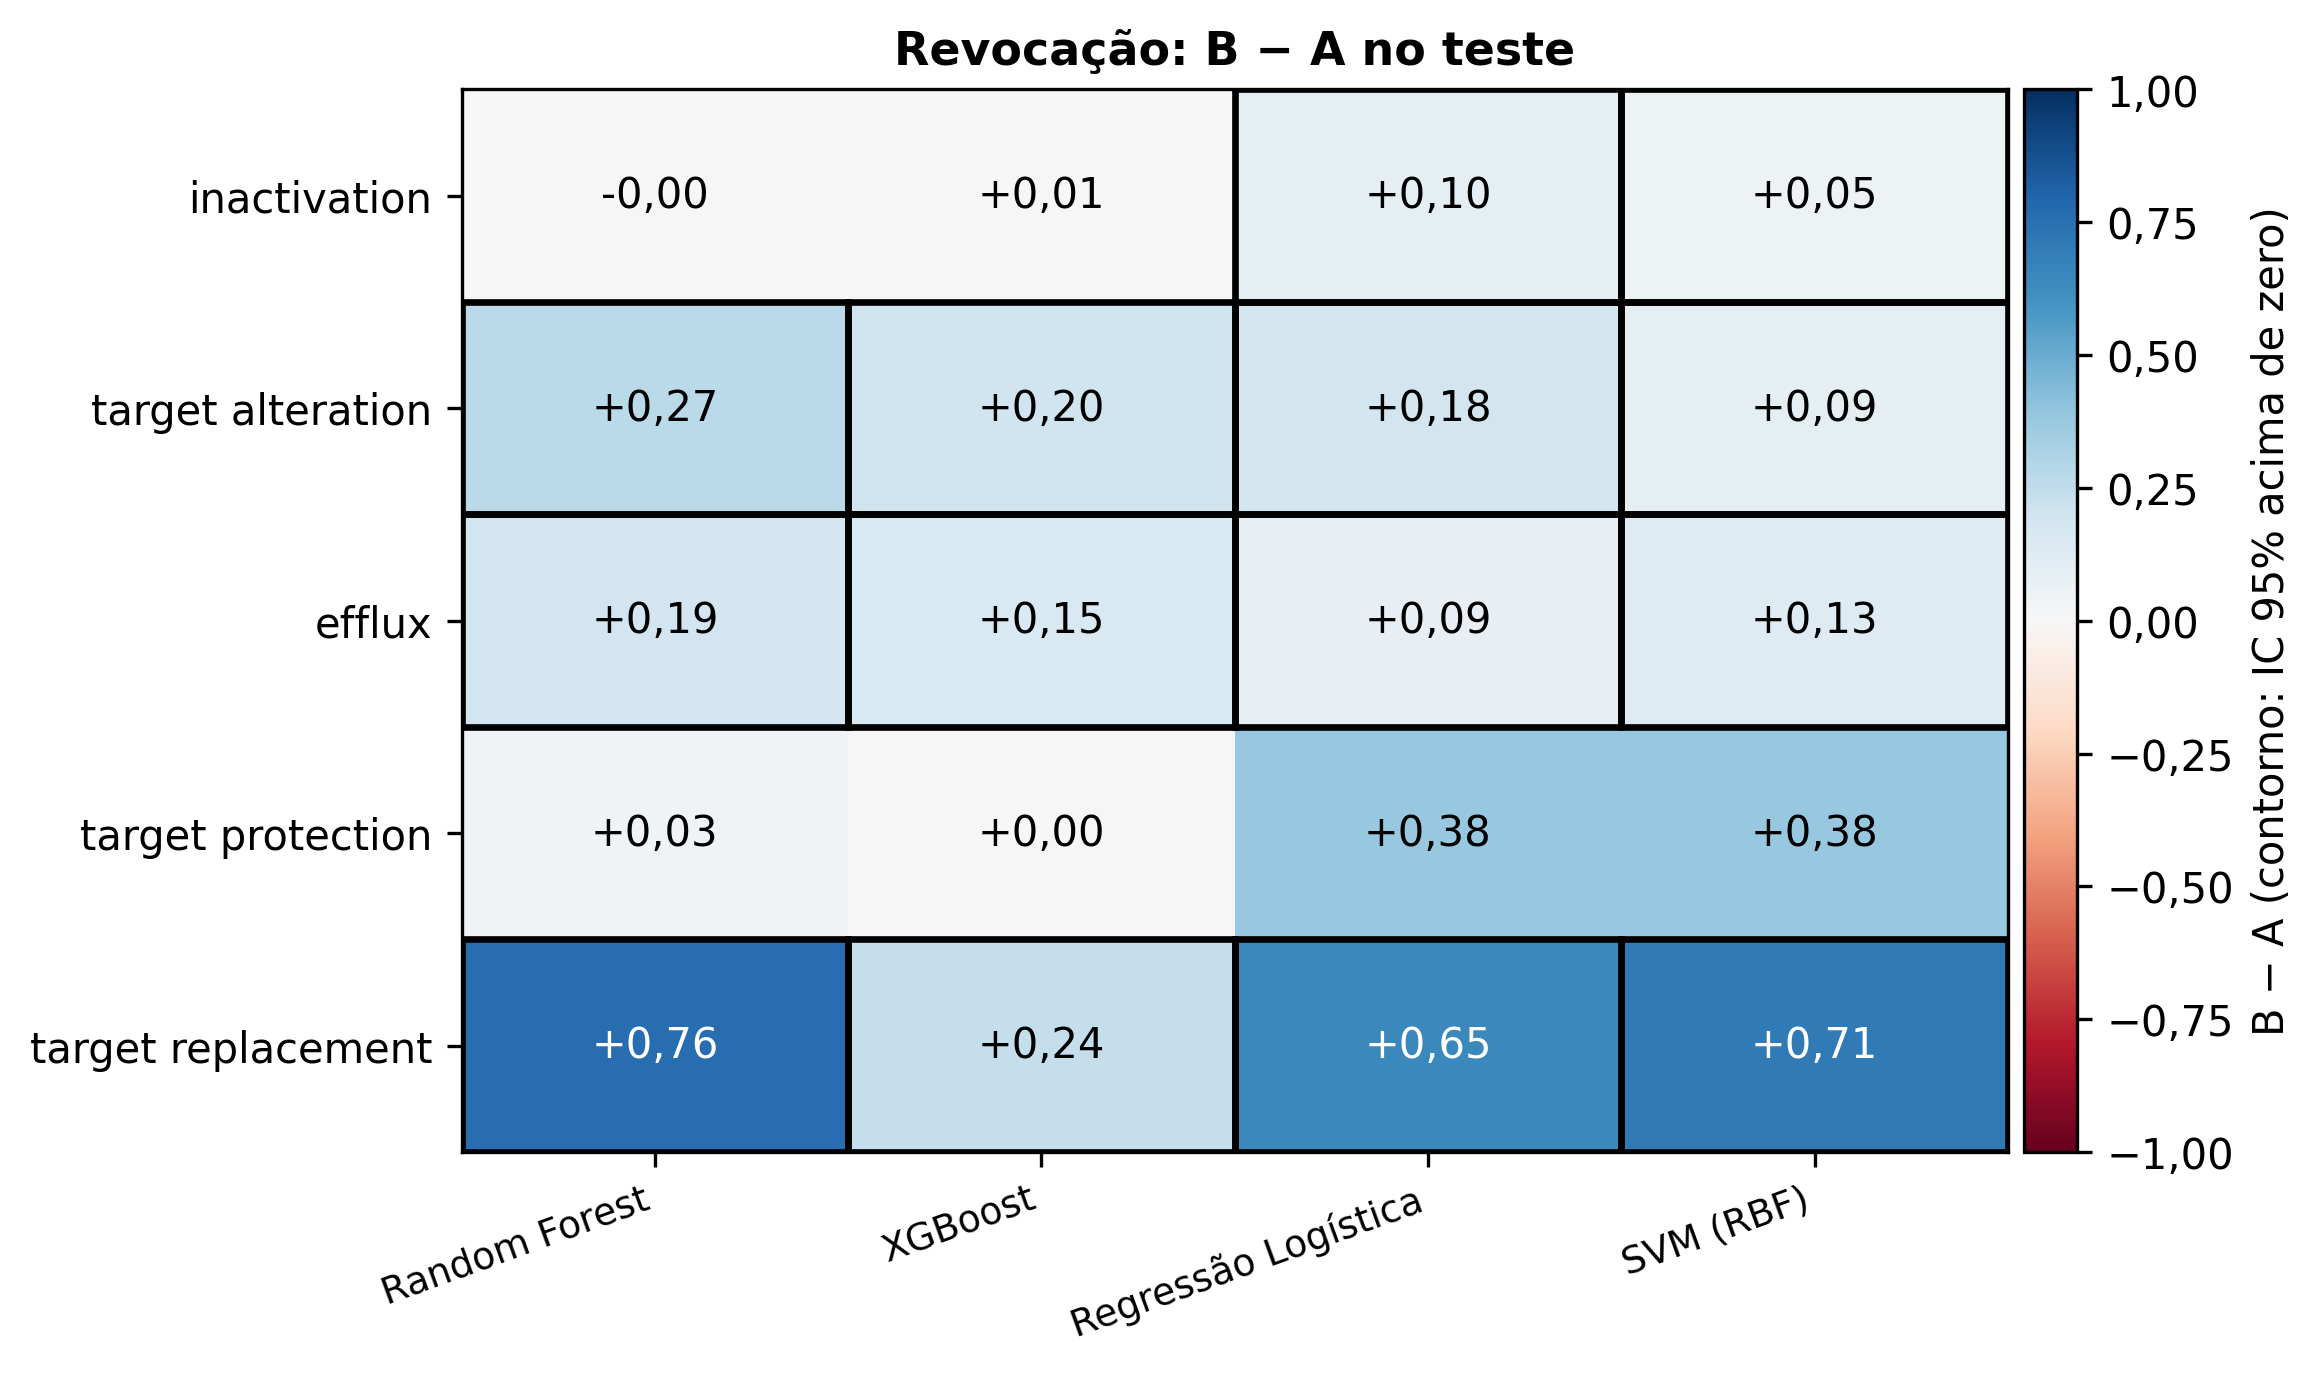 Revocação: B − A no teste
inactivation
-0,00
+0,01
+0,10
+0,05
target alteration
+0,27
+0,20
+0,18
+0,09
efflux
+0,19
+0,15
+0,09
+0,13
target protection
+0,03
+0,00
+0,38
+0,38
target replacement
+0,76
+0,24
+0,65
+0,71
Random Forest
XGBoost
Regressão Logística
SVM (RBF)
1,00
0,75
0,50
0,25
0,00
−0,25
−0,50
−0,75
−1,00
B − A (contorno: IC 95% acima de zero)